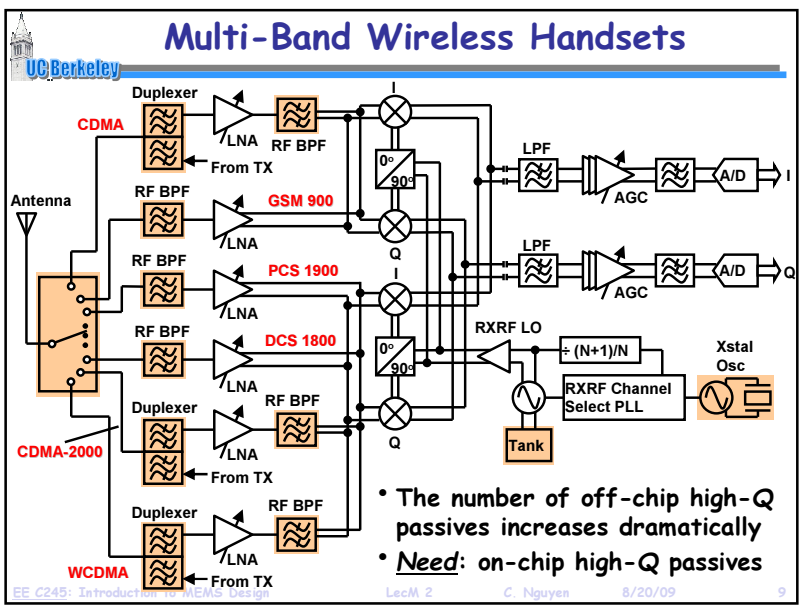 Multi-Band Wireless Handsets
UC Berkeley
Duplexer
CDMA
LNA
RF BPF
From TX
I
0°
90°
Q
LPF
AGC
A/D
I
Antenna
RF BPF
GSM 900
LNA
RF BPF
PCS 1900
LNA
I
0°
90°
Q
LPF
AGC
A/D
Q
RF BPF
DCS 1800
LNA
RXRF LO
÷ (N+1)/N
RXRF Channel
Select PLL
Xstal
Osc
Tank
Duplexer
RF BPF
LNA
CDMA-2000
From TX
Duplexer
RF BPF
LNA
WCDMA
From TX
• The number of off-chip high-Q
passives increases dramatically
• Need: on-chip high-Q passives
EE C245: Introduction to MEMS Design LecM 2 C. Nguyen 8/20/09 9